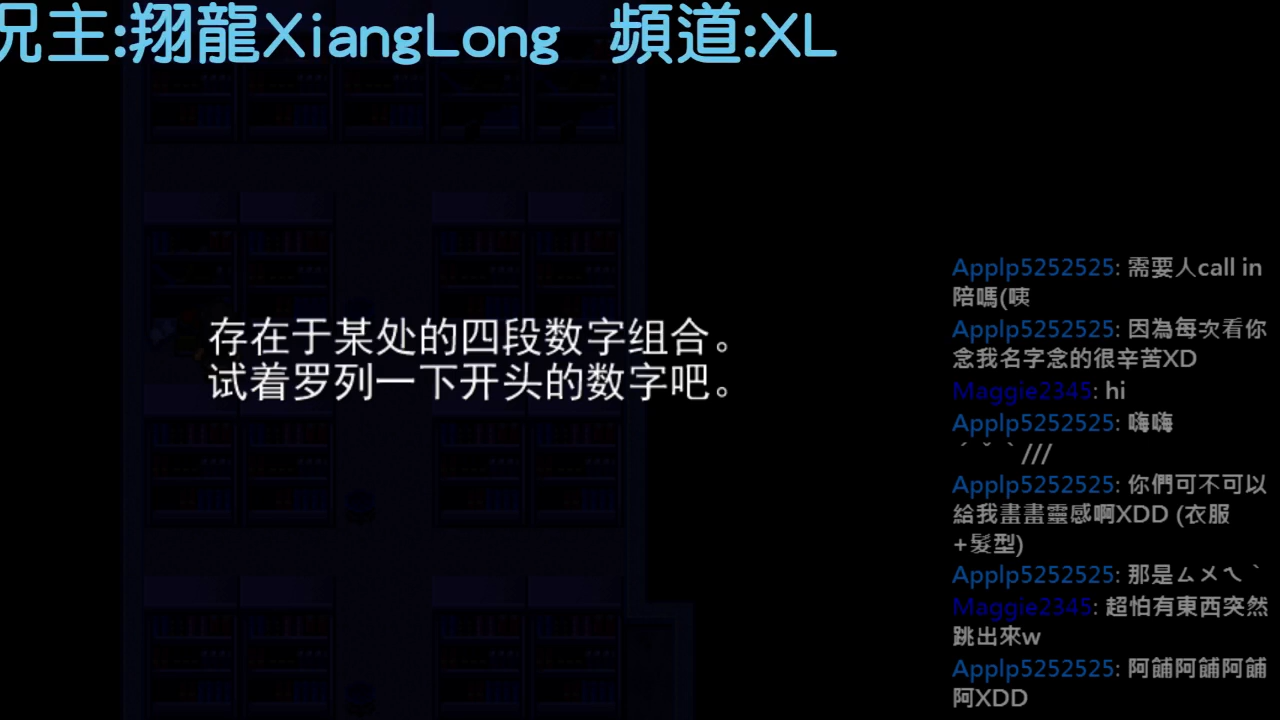 兄主:翔龍XiangLong 頻道:XL
存在于某处的四段数字组合。
试着罗列一下开头的数字吧。
Applp5252525: 需要人call in
陪嗎(咦
Applp5252525: 因為每次看你
念我名字念的很辛苦XD
Maggie2345: hi
Applp5252525: 嗨嗨
ˊˇˋ///
Applp5252525: 你們可不可以
給我畫畫靈感啊XDD (衣服
+髮型)
Applp5252525: 那是ㄙㄨㄟˋ
Maggie2345: 超怕有東西突然
跳出來w
Applp5252525: 阿舖阿舖阿舖
阿XDD